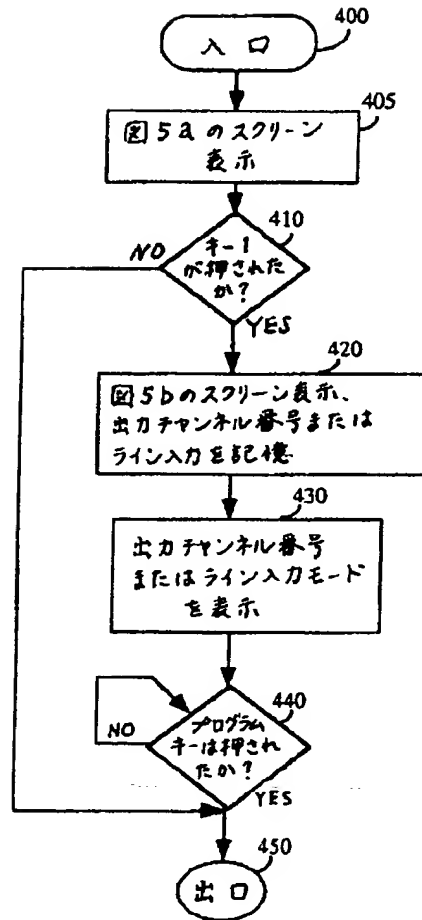 400
入口
405
図5aのスクリーン
表示
410
NO
キー1
が押された
か?
YES
420
図5bのスクリーン表示、
出力チャンネル番号または
ライン入力を記憶
430
出力チャンネル番号
またはライン入力モード
を表示
440
NO
プログラム
キーは押され
たか?
YES
450
出口